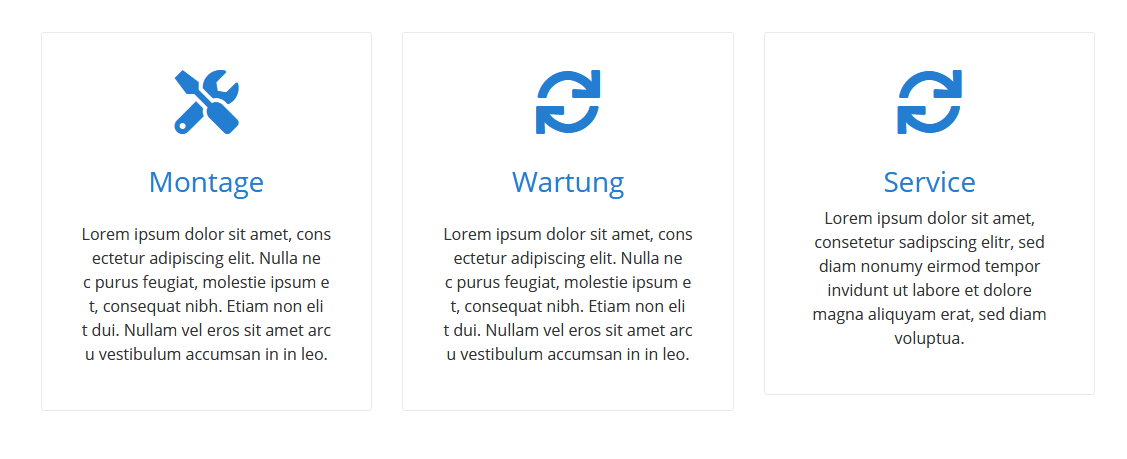 Montage
Lorem ipsum dolor sit amet, cons
ectetur adipiscing elit. Nulla ne
c purus feugiat, molestie ipsum e
t, consequat nibh. Etiam non eli
t dui. Nullam vel eros sit amet arc
u vestibulum accumsan in in leo.
Wartung
Lorem ipsum dolor sit amet, cons
ectetur adipiscing elit. Nulla ne
c purus feugiat, molestie ipsum e
t, consequat nibh. Etiam non eli
t dui. Nullam vel eros sit amet arc
u vestibulum accumsan in in leo.
Service
Lorem ipsum dolor sit amet,
consetetur sadipscing elitr, sed
diam nonumy eirmod tempor
invidunt ut labore et dolore
magna aliquyam erat, sed diam
voluptua.